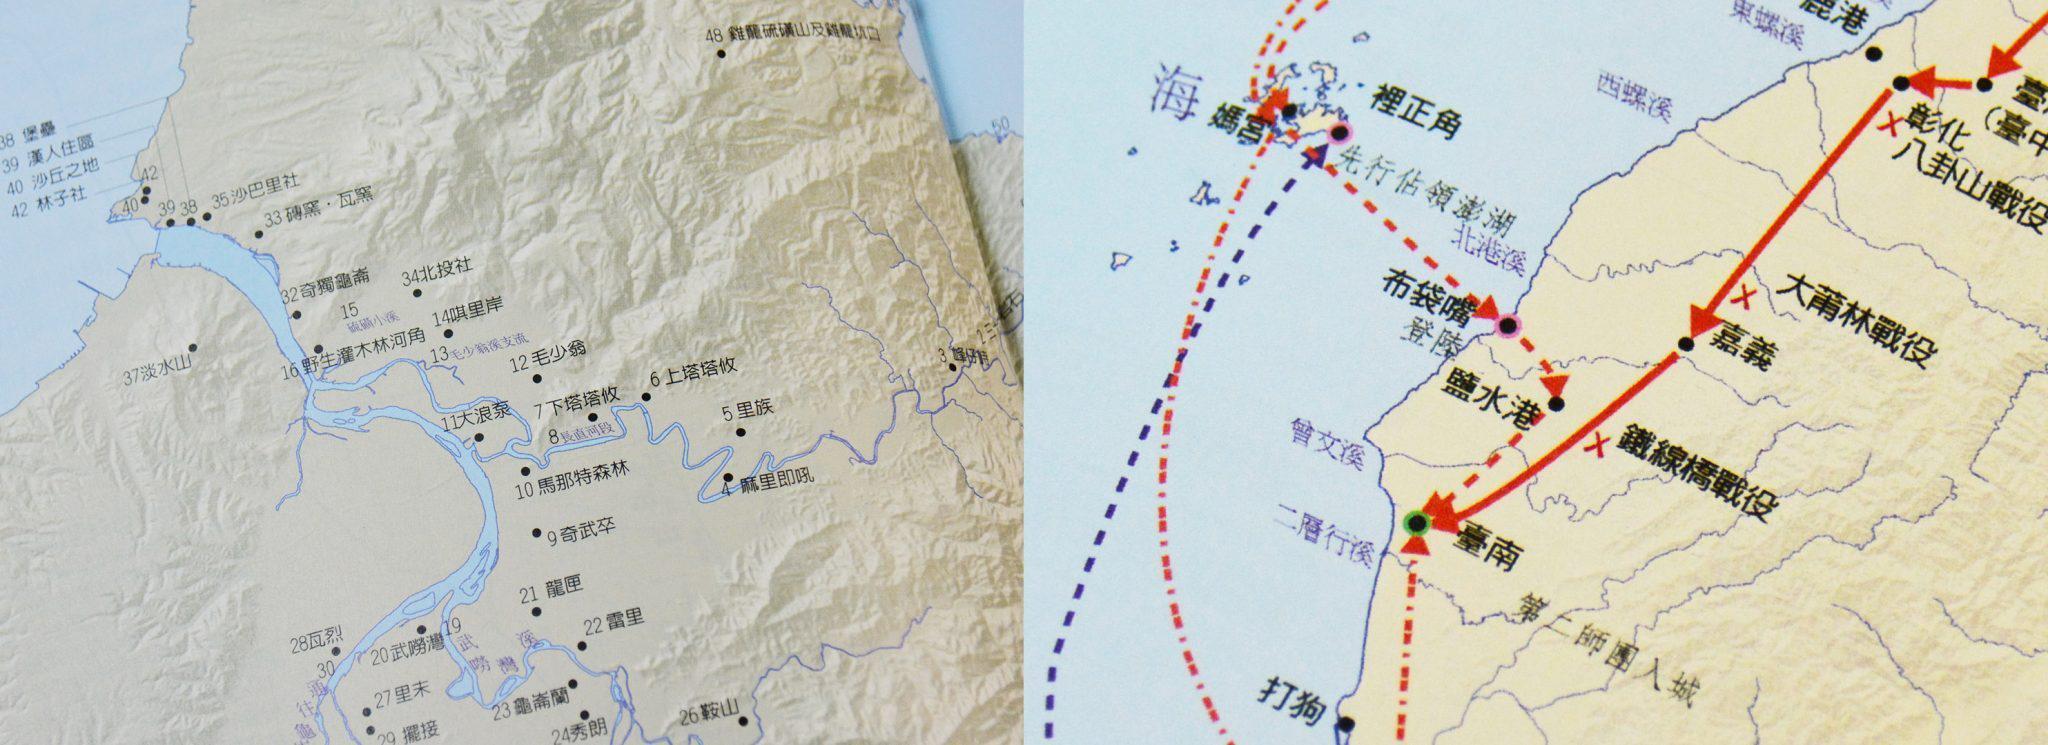 48 雞籠硫磺山及雞籠坑口
50
38 堡壘
39 漢人住區
40 沙丘之地
42 林子社
42
40
39
38
35 沙巴里社
33 磚窯・瓦窯
34 北投社
32 奇獨龜崙
15
硫磺小溪
14 唭里岸
16 野生灌木林河角
13 毛少翁溪支流
37 淡水山
12 毛少翁
6 上塔塔攸
3
7 下塔塔攸
11 大浪泵
8 長直河段
5 里族
10 馬那特森林
4 麻里即吼
9 奇武卒
21 龍匣
22 雷里
19
武嘮灣溪
28 瓦烈
20 武嘮灣
30
通往龜
27 里末
23 龜崙蘭
26 鞍山
29 擺接
24 秀朗
鹿港
東螺溪
西螺溪
海
裡正角
媽宮
彰化
八卦山戰役
先行佔領澎湖
北港溪
布袋嘴
登陸
大莆林戰役
嘉義
鹽水港
鐵線橋戰役
曾文溪
二層行溪
臺南
第二師團入城
打狗